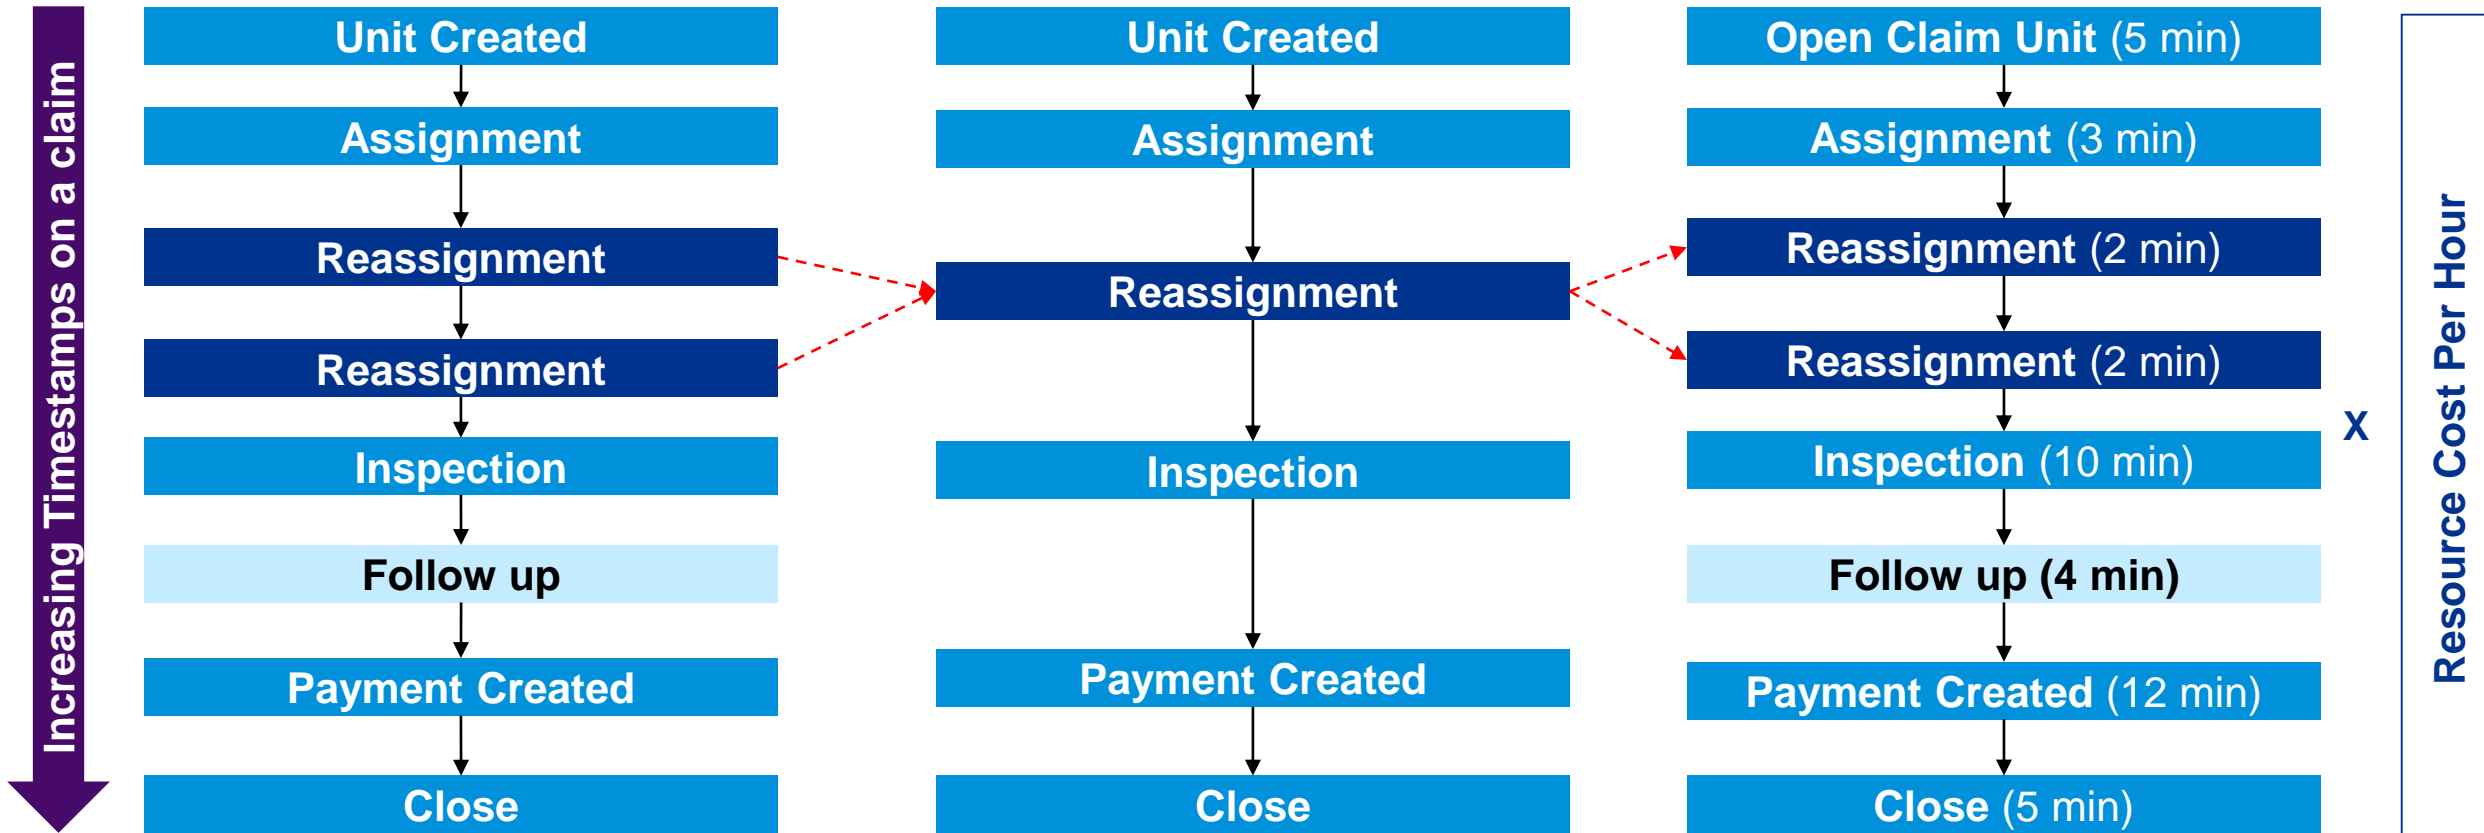 Increasing Timestamps on a claim
Unit Created
Assignment
Reassignment
Reassignment
Inspection
Follow up
Payment Created
Close
Unit Created
Assignment
Reassignment
Inspection
Payment Created
Close
Open Claim Unit (5 min)
Assignment (3 min)
Reassignment (2 min)
Reassignment (2 min)
Inspection (10 min)
Follow up (4 min)
Payment Created (12 min)
Close (5 min)
X
Resource Cost Per Hour